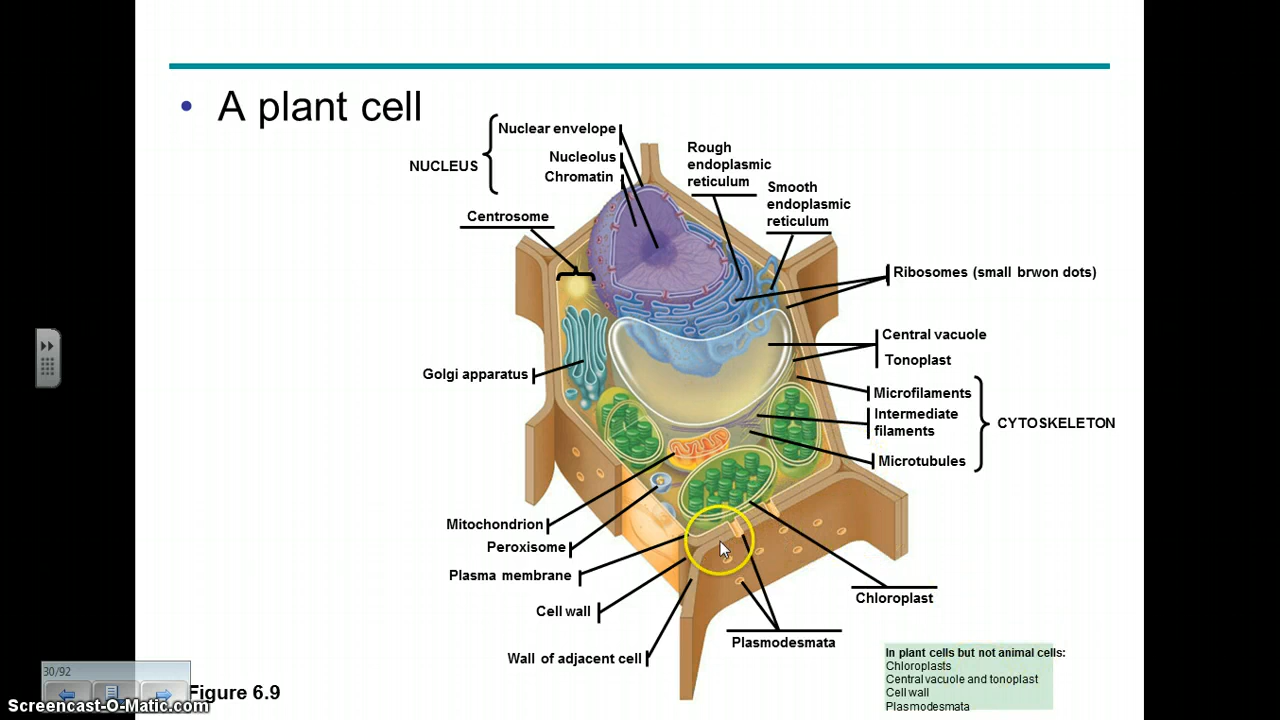 • A plant cell
NUCLEUS
Nuclear envelope
Nucleolus
Chromatin
Centrosome
Rough
endoplasmic
reticulum
Smooth
endoplasmic
reticulum
Ribosomes (small brwon dots)
Central vacuole
Tonoplast
Golgi apparatus
Microfilaments
Intermediate
filaments
Microtubules
CYTOSKELETON
Mitochondrion
Peroxisome
Plasma membrane
Cell wall
Wall of adjacent cell
Chloroplast
Plasmodesmata
In plant cells but not animal cells:
Chloroplasts
Central vacuole and tonoplast
Cell wall
Plasmodesmata
30/92
Figure 6.9
Screencast-O-Matic.com